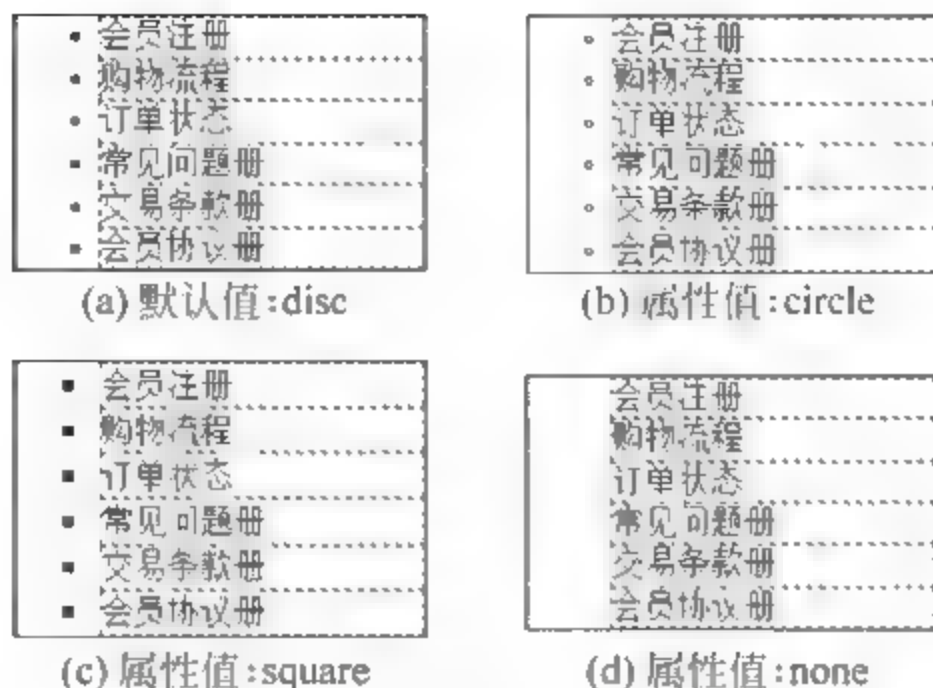 会员注册
购物流程
订单状态
常见问题册
交易条款册
会员协议册
(a) 默认值:disc
会员注册
购物流程
订单状态
常见问题册
交易条款册
会员协议册
(b) 属性值:circle
会员注册
购物流程
订单状态
常见问题册
交易条款册
会员协议册
(c) 属性值:square
会员注册
购物流程
订单状态
常见问题册
交易条款册
会员协议册
(d) 属性值:none